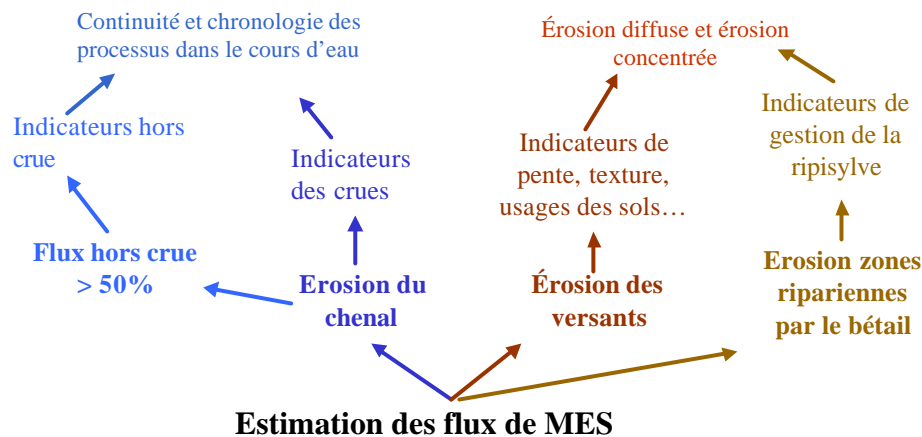 Continuité et chronologie des
processus dans le cours d'eau
Érosion diffuse et érosion
concentrée
Indicateurs hors
crue
Indicateurs
des crues
Indicateurs de
pente, texture,
usages des sols…
Indicateurs de
gestion de la
ripisylve
Flux hors crue
> 50%
Erosion du
chenal
Érosion des
versants
Erosion zones
ripariennes
par le bétail
Estimation des flux de MES